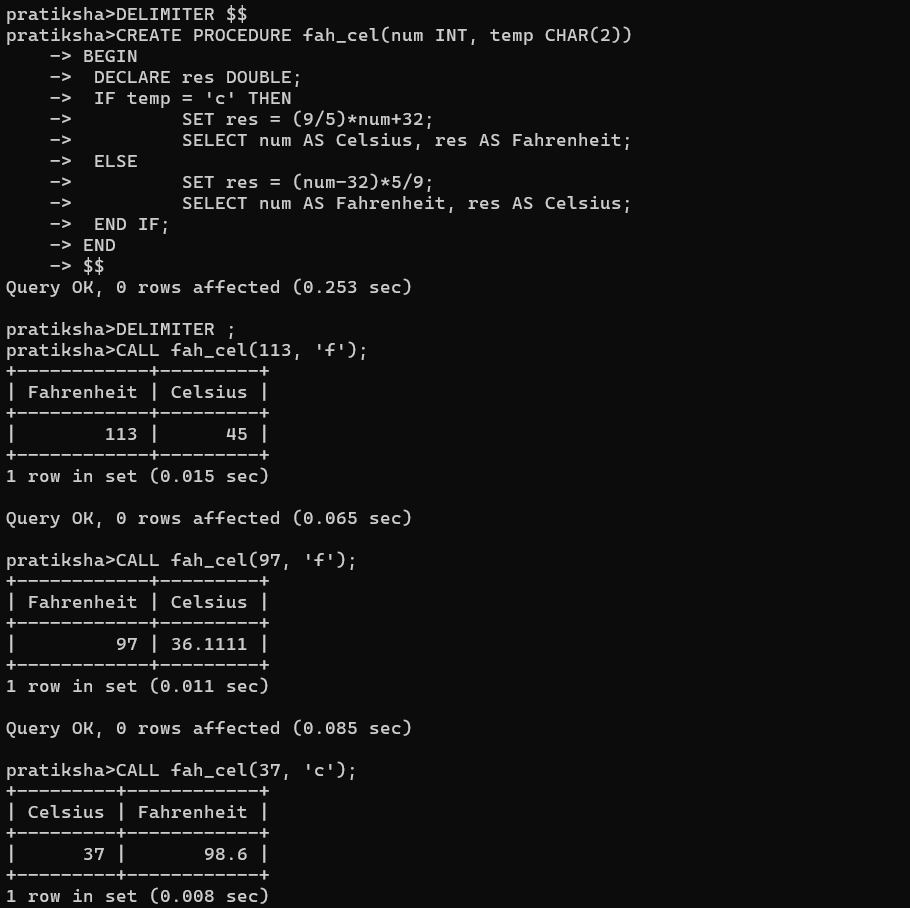 pratiksha>DELIMITER $$
pratiksha>CREATE PROCEDURE fah_cel(num INT, temp CHAR(2))
    -> BEGIN
    ->  DECLARE res DOUBLE;
    ->  IF temp = 'c' THEN
    ->          SET res = (9/5)*num+32;
    ->          SELECT num AS Celsius, res AS Fahrenheit;
    ->  ELSE
    ->          SET res = (num-32)*5/9;
    ->          SELECT num AS Fahrenheit, res AS Celsius;
    ->  END IF;
    -> END
    -> $$
Query OK, 0 rows affected (0.253 sec)

pratiksha>DELIMITER ;
pratiksha>CALL fah_cel(113, 'f');
+------------+---------+
| Fahrenheit | Celsius |
+------------+---------+
|        113 |      45 |
+------------+---------+
1 row in set (0.015 sec)

Query OK, 0 rows affected (0.065 sec)

pratiksha>CALL fah_cel(97, 'f');
+------------+---------+
| Fahrenheit | Celsius |
+------------+---------+
|         97 | 36.1111 |
+------------+---------+
1 row in set (0.011 sec)

Query OK, 0 rows affected (0.085 sec)

pratiksha>CALL fah_cel(37, 'c');
+---------+------------+
| Celsius | Fahrenheit |
+---------+------------+
|      37 |       98.6 |
+---------+------------+
1 row in set (0.008 sec)